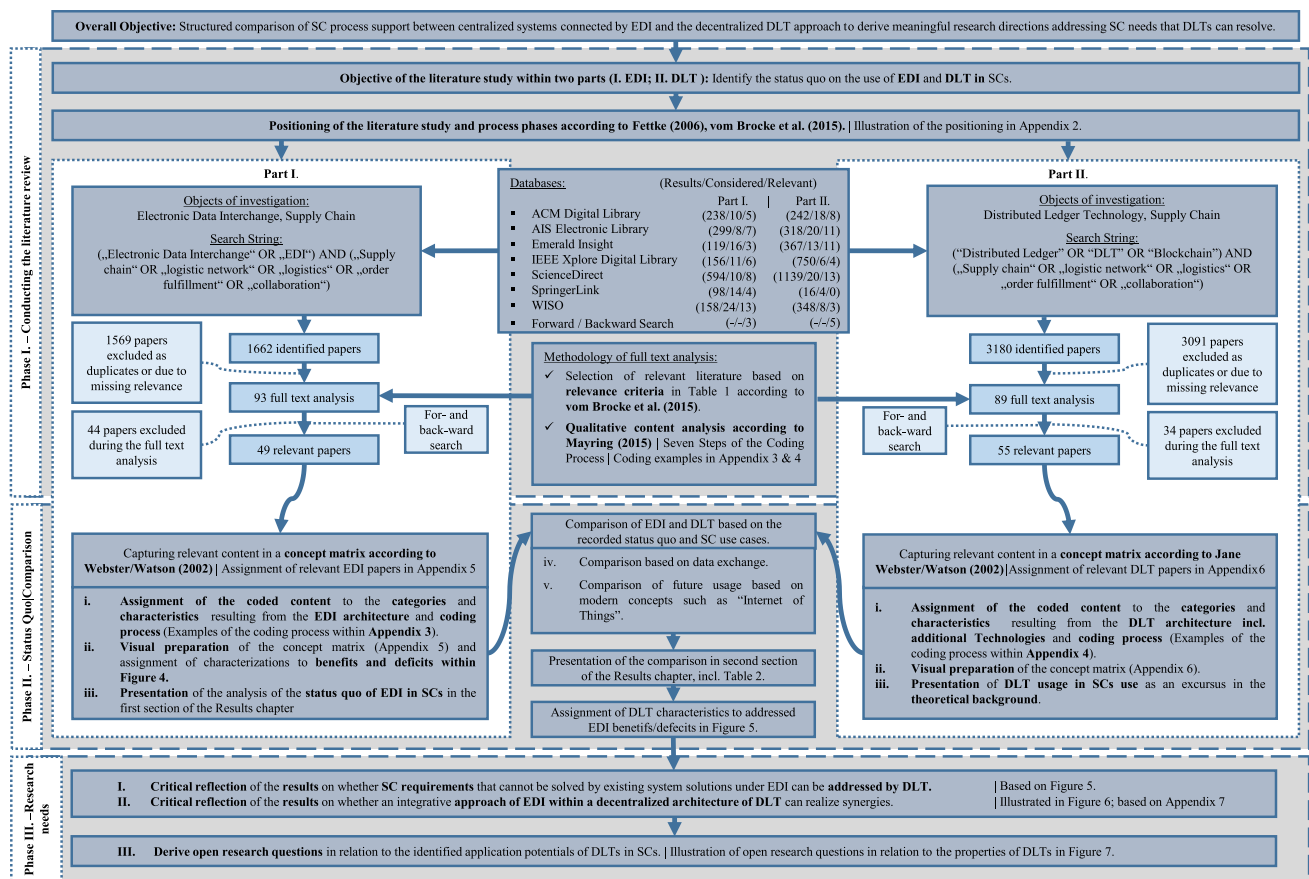 Overall Objective: Structured comparison of SC process support between centralized systems connected by EDI and the decentralized DLT approach to derive meaningful research directions addressing SC needs that DLTs can resolve.
Phase I. – Conducting the literature review
Objective of the literature study within two parts (I. EDI; II. DLT ): Identify the status quo on the use of EDI and DLT in SCs.
Positioning of the literature study and process phases according to Fettke (2006), vom Brocke et al. (2015). | Illustration of the positioning in Appendix 2.
Part I.
Objects of investigation:
Electronic Data Interchange, Supply Chain
Search String:
(„Electronic Data Interchange“ OR „EDI“) AND („Supply
chain“ OR „logistic network“ OR „logistics“ OR „order
fulfillment“ OR „collaboration“)
1569 papers
excluded as
duplicates or due to
missing relevance
1662 identified papers
93 full text analysis
44 papers excluded
during the full text
analysis
For- and
back-ward
search
49 relevant papers
Databases: (Results/Considered/Relevant)
Part I. | Part II.
▪ ACM Digital Library (238/10/5) (242/18/8)
▪ AIS Electronic Library (299/8/7) (318/20/11)
▪ Emerald Insight (119/16/3) (367/13/11)
▪ IEEE Xplore Digital Library (156/11/6) (750/6/4)
▪ ScienceDirect (594/10/8) (1139/20/13)
▪ SpringerLink (98/14/4) (16/4/0)
▪ WISO (158/24/13) (348/8/3)
▪ Forward / Backward Search (-/-/3) (-/-/5)
Methodology of full text analysis:
✓ Selection of relevant literature based on
relevance criteria in Table 1 according to
vom Brocke et al. (2015).
✓ Qualitative content analysis according to
Mayring (2015) | Seven Steps of the Coding
Process | Coding examples in Appendix 3 & 4
Part II.
Objects of investigation:
Distributed Ledger Technology, Supply Chain
Search String:
(“Distributed Ledger” OR “DLT” OR “Blockchain”) AND
(„Supply chain“ OR „logistic network“ OR „logistics“ OR
„order fulfillment“ OR „collaboration“)
3180 identified papers
3091 papers
excluded as
duplicates or due to
missing relevance
89 full text analysis
For- and
back-ward
search
34 papers excluded
during the full text
analysis
55 relevant papers
Phase II. – Status Quo|Comparison
Capturing relevant content in a concept matrix according to
Webster/Watson (2002) | Assignment of relevant EDI papers in Appendix 5
i. Assignment of the coded content to the categories and
characteristics resulting from the EDI architecture and coding
process (Examples of the coding process within Appendix 3).
ii. Visual preparation of the concept matrix (Appendix 5) and
assignment of characterizations to benefits and deficits within
Figure 4.
iii. Presentation of the analysis of the status quo of EDI in SCs in the
first section of the Results chapter
Comparison of EDI and DLT based on the
recorded status quo and SC use cases.
iv. Comparison based on data exchange.
v. Comparison of future usage based on
modern concepts such as “Internet of
Things”.
Presentation of the comparison in second section
of the Results chapter, incl. Table 2.
Assignment of DLT characteristics to addressed
EDI benetifs/defecits in Figure 5.
Capturing relevant content in a concept matrix according to Jane
Webster/Watson (2002)|Assignment of relevant DLT papers in Appendix 6
i. Assignment of the coded content to the categories and
characteristics resulting from the DLT architecture incl.
additional Technologies and coding process (Examples of the
coding process within Appendix 4).
ii. Visual preparation of the concept matrix (Appendix 6).
iii. Presentation of DLT usage in SCs use as an excursus in the
theoretical background.
Phase III. –Research
needs
I. Critical reflection of the results on whether SC requirements that cannot be solved by existing system solutions under EDI can be addressed by DLT. | Based on Figure 5.
II. Critical reflection of the results on whether an integrative approach of EDI within a decentralized architecture of DLT can realize synergies. | Illustrated in Figure 6; based on Appendix 7
III. Derive open research questions in relation to the identified application potentials of DLTs in SCs. | Illustration of open research questions in relation to the properties of DLTs in Figure 7.